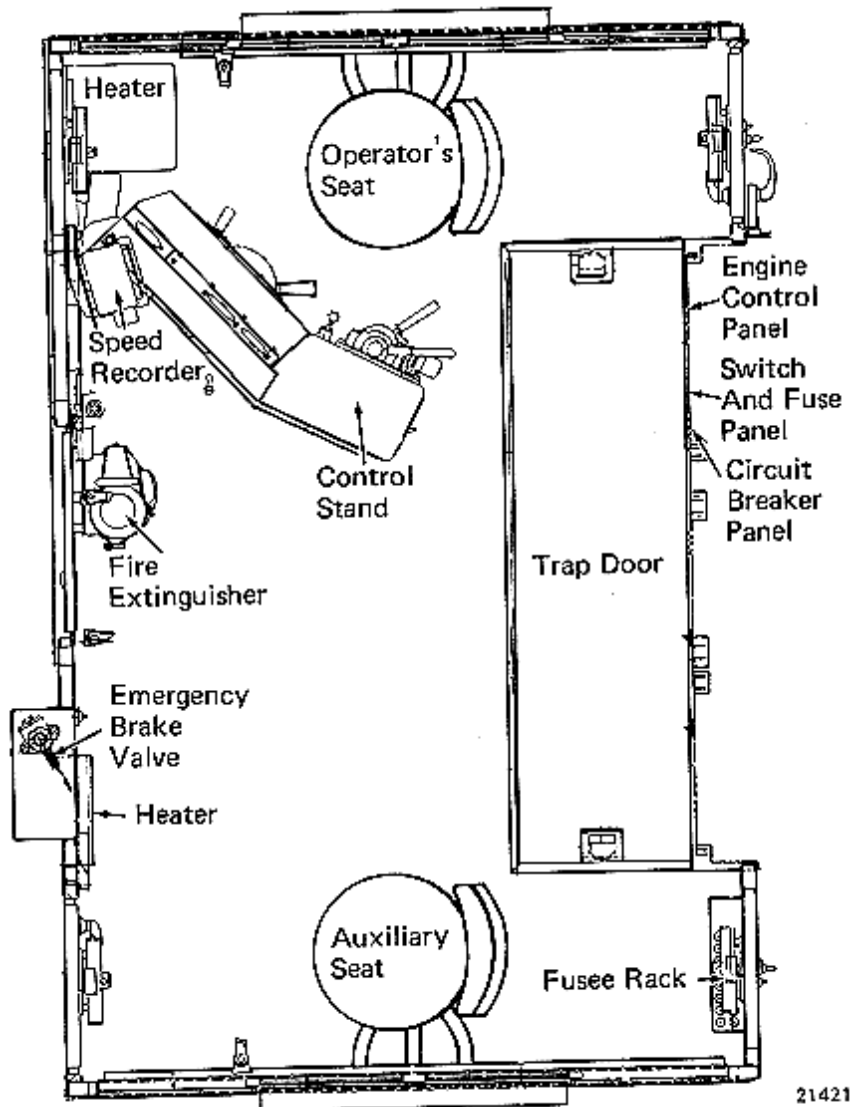 Heater
Operator's
Seat
Engine
Control
Panel
Speed
Recorder
Switch
And Fuse
Panel
Control
Stand
Circuit
Breaker
Panel
Fire
Extinguisher
Trap Door
Emergency
Brake
Valve
Heater
Auxiliary
Seat
Fusee Rack
21421